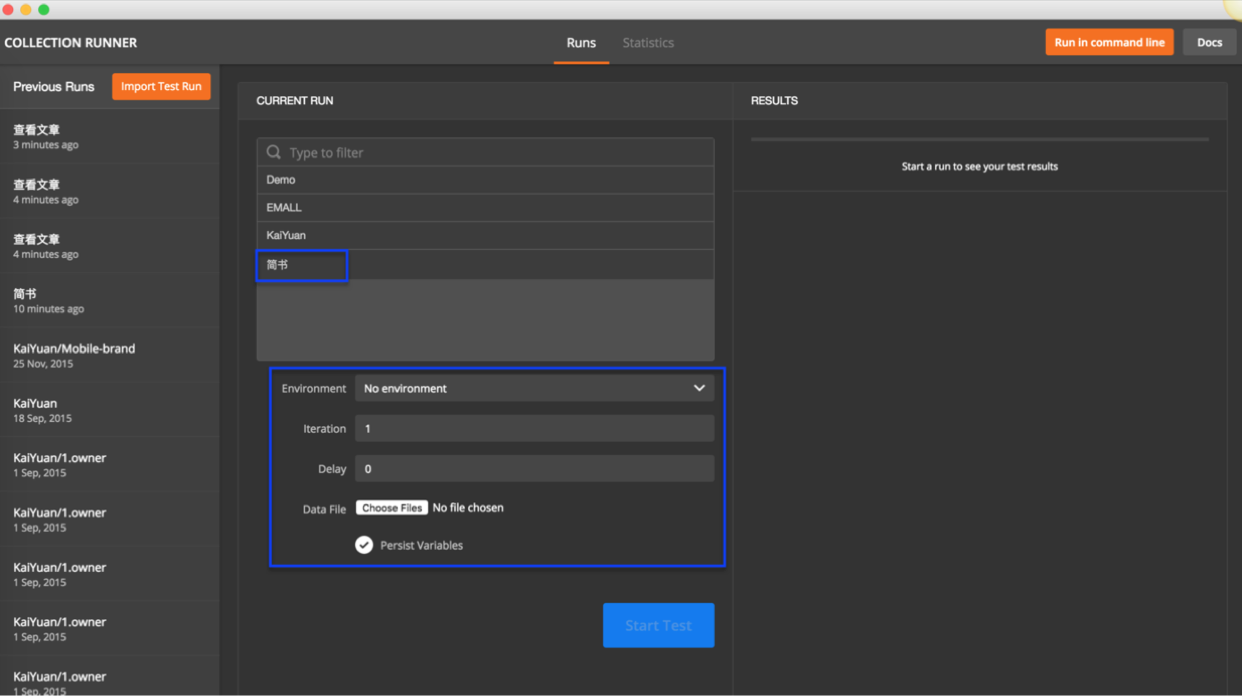 COLLECTION RUNNER
Runs
Statistics
Run in command line
Docs
Previous Runs
Import Test Run
查看文章
3 minutes ago
查看文章
4 minutes ago
查看文章
4 minutes ago
简书
10 minutes ago
KaiYuan/Mobile-brand
25 Nov, 2015
KaiYuan
18 Sep, 2015
KaiYuan/1.owner
1 Sep, 2015
KaiYuan/1.owner
1 Sep, 2015
KaiYuan/1.owner
1 Sep, 2015
KaiYuan/1.owner
1 Sep, 2015
KaiYuan/1.owner
1 Sep, 2015
CURRENT RUN
Type to filter
Demo
EMALL
KaiYuan
简书
Environment No environment
Iteration 1
Delay 0
Data File Choose Files No file chosen
Persist Variables
Start Test
RESULTS
Start a run to see your test results